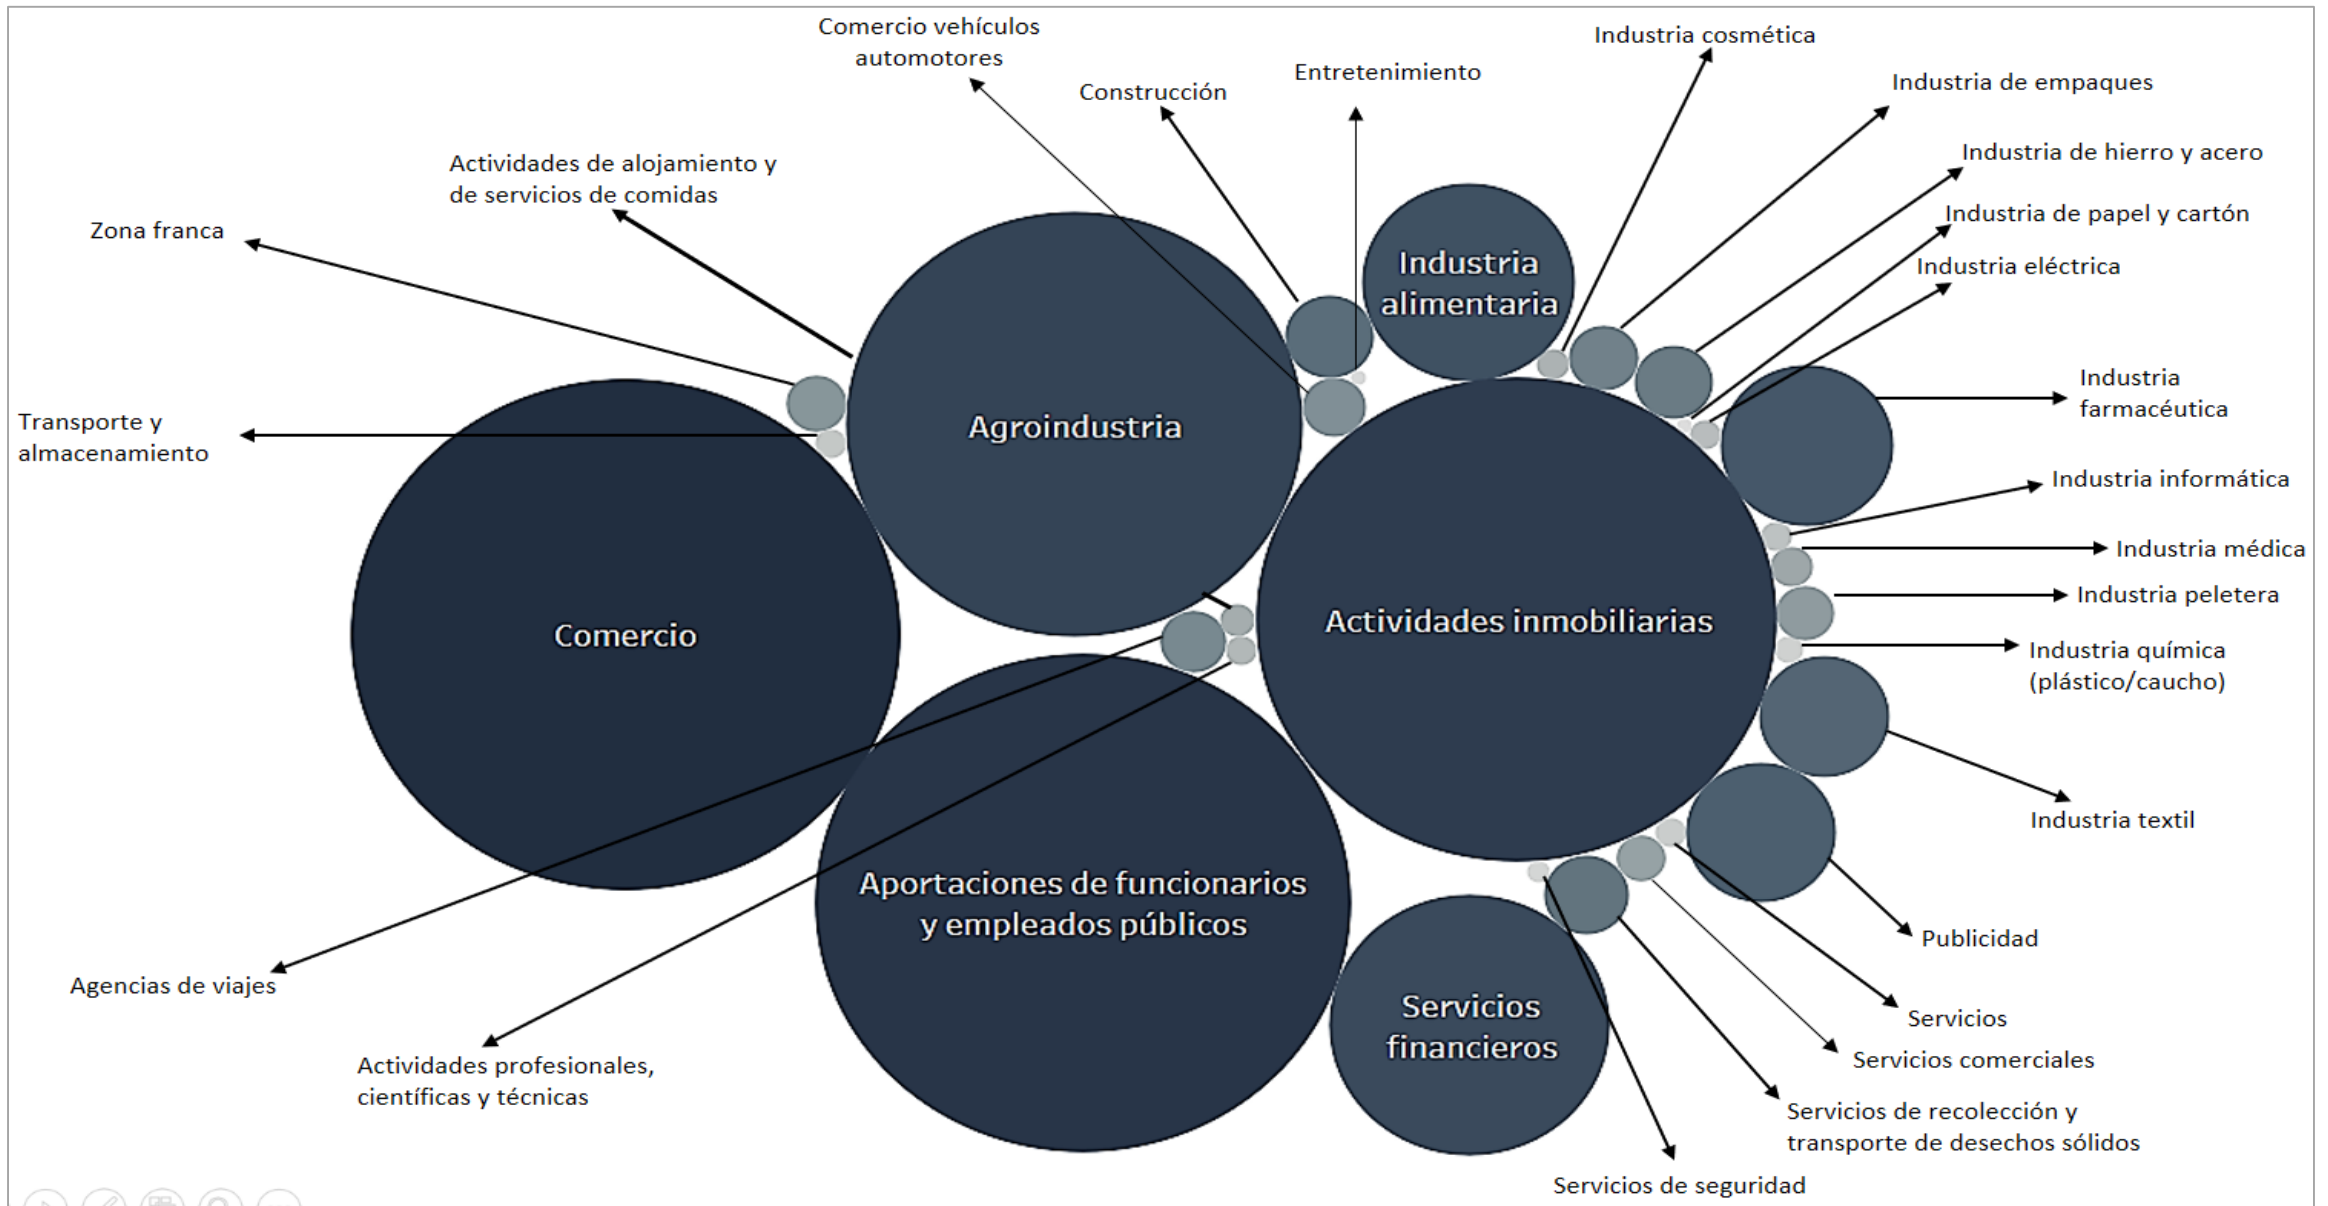 Comercio vehículos
automotores
Construcción
Entretenimiento
Industria cosmética
Industria de empaques
Industria de hierro y acero
Industria de papel y cartón
Industria eléctrica
Actividades de alojamiento y
de servicios de comidas
Zona franca
Transporte y
almacenamiento
Industria
alimentaria
Agroindustria
Industria
farmacéutica
Industria informática
Industria médica
Industria peletera
Industria química
(plástico/caucho)
Comercio
Actividades inmobiliarias
Industria textil
Aportaciones de funcionarios
y empleados públicos
Publicidad
Agencias de viajes
Servicios
financieros
Servicios
Servicios comerciales
Actividades profesionales,
científicas y técnicas
Servicios de recolección y
transporte de desechos sólidos
Servicios de seguridad